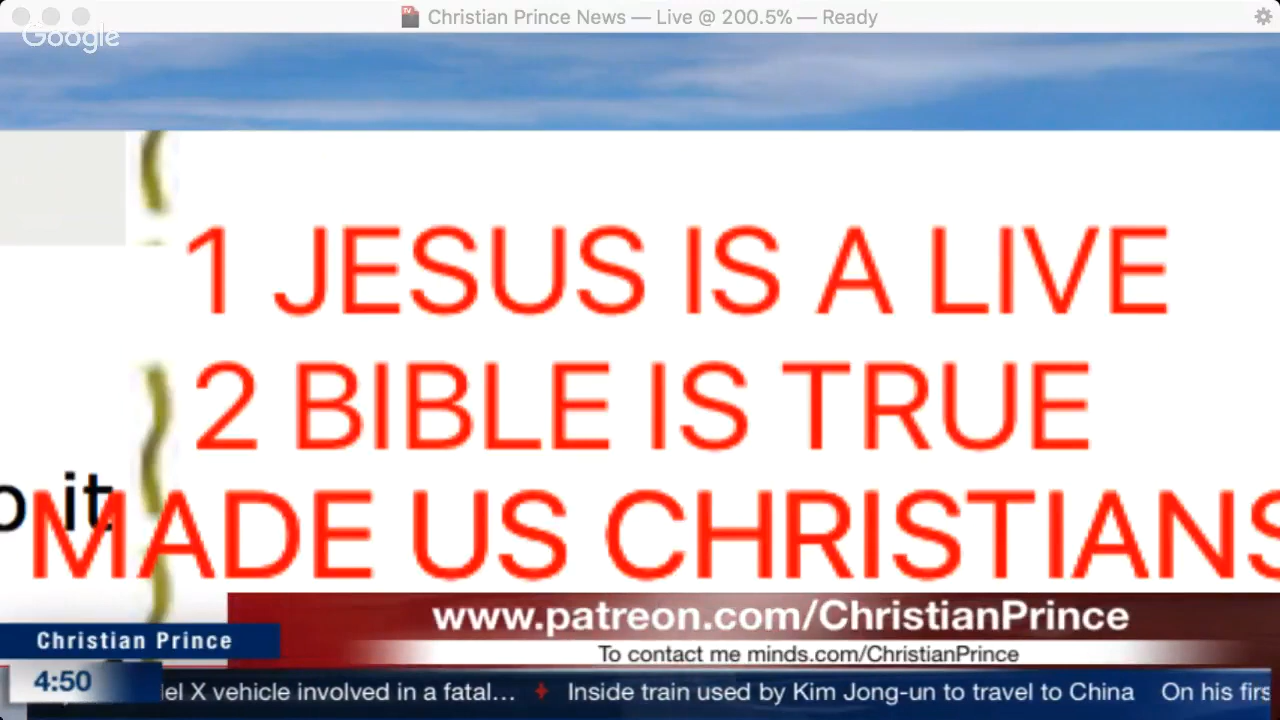 Christian Prince News — Live @ 200.5% — Ready
Google
1 JESUS IS A LIVE
2 BIBLE IS TRUE
o it
MADE US CHRISTIANS
www.patreon.com/ChristianPrince
Christian Prince
To contact me minds.com/ChristianPrince
4:50
el X vehicle involved in a fatal... Inside train used by Kim Jong-un to travel to China On his firs